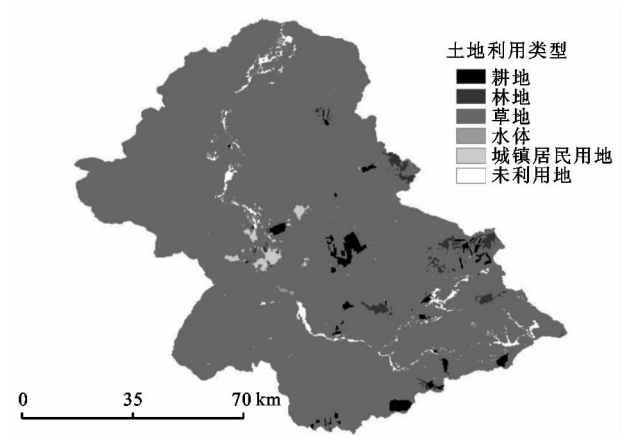 土地利用类型
耕地
林地
草地
水体
城镇居民用地
未利用地
0 35 70 km